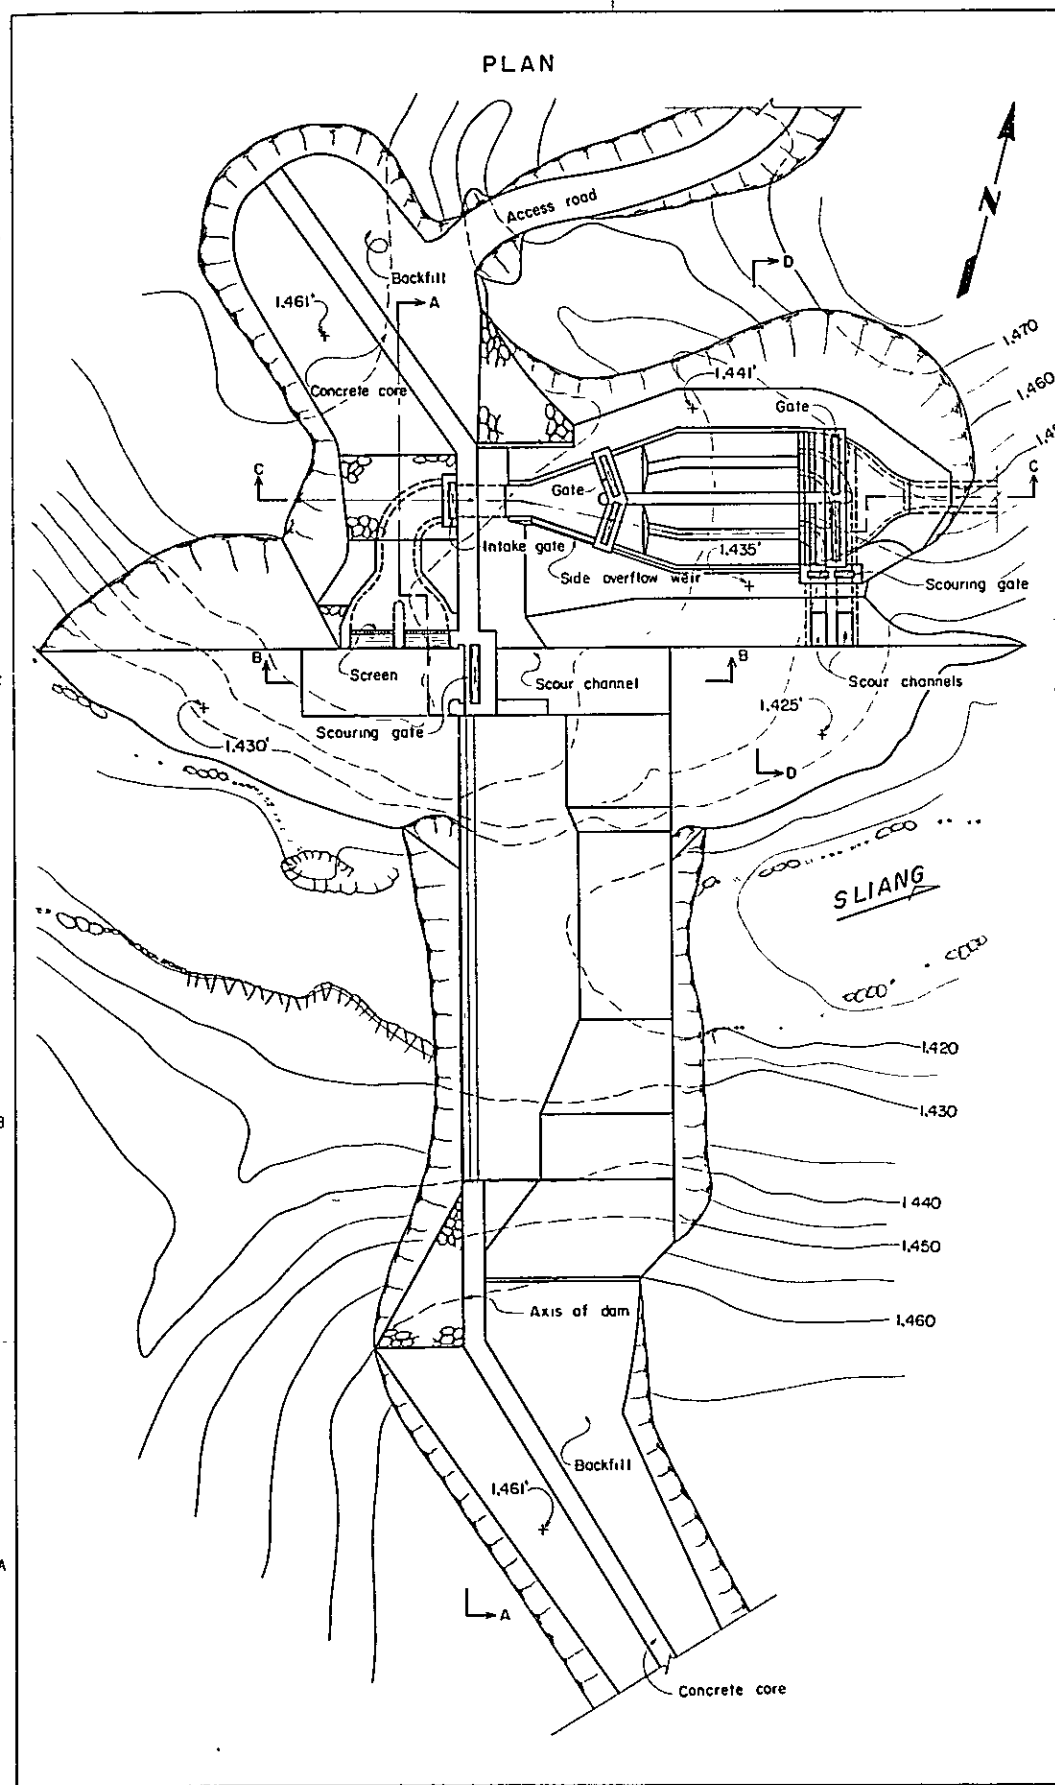 PLAN
N
Access road
D
Backfill
A
1.461'
1.470
1.441'
1.460
Concrete core
Gate
C
C
Gate
Intake gate
1.435'
Side overflow weir
Scouring gate
B
B
Screen
Scour channel
Scour channels
1.425'
Scouring gate
1.430'
D
SLIANG
1.420
1.430
B
1.440
1.450
Axis of dam
1.460
Backfill
1.461'
A
A
Concrete core